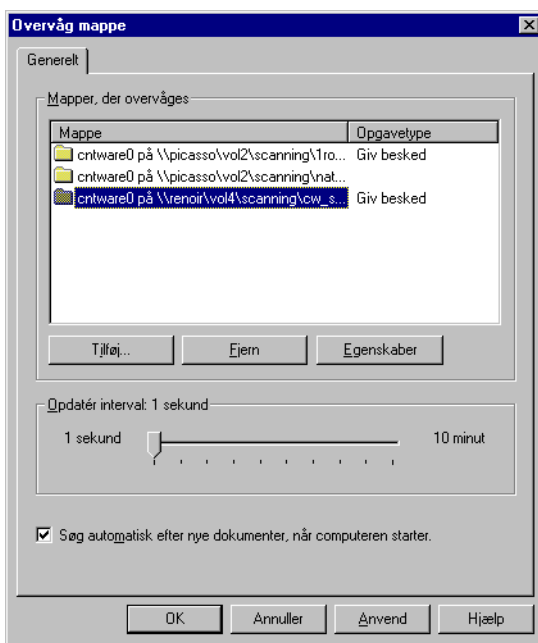 Overvåg mappe
Generelt
Mapper, der overvåges
Mappe Opgavetype
cntware0 på \\picasso\vol2\scanning\1ro... Giv besked
cntware0 på \\picasso\vol2\scanning\nat...
cntware0 på \\renoir\vol4\scanning\cw_s... Giv besked
Tilføj... Fjern Egenskaber
Opdatér interval: 1 sekund
1 sekund 10 minut
Søg automatisk efter nye dokumenter, når computeren starter.
OK Annuller Anvend Hjælp